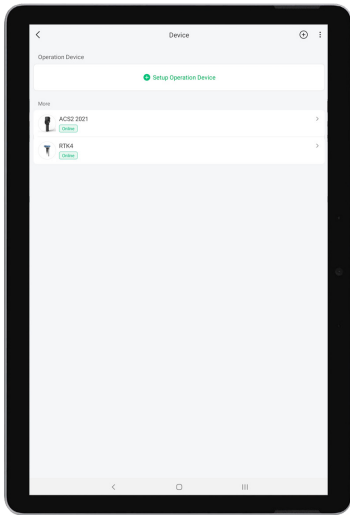 Device
Operation Device
Setup Operation Device
More
ACS2 2021
Online
RTK4
Online